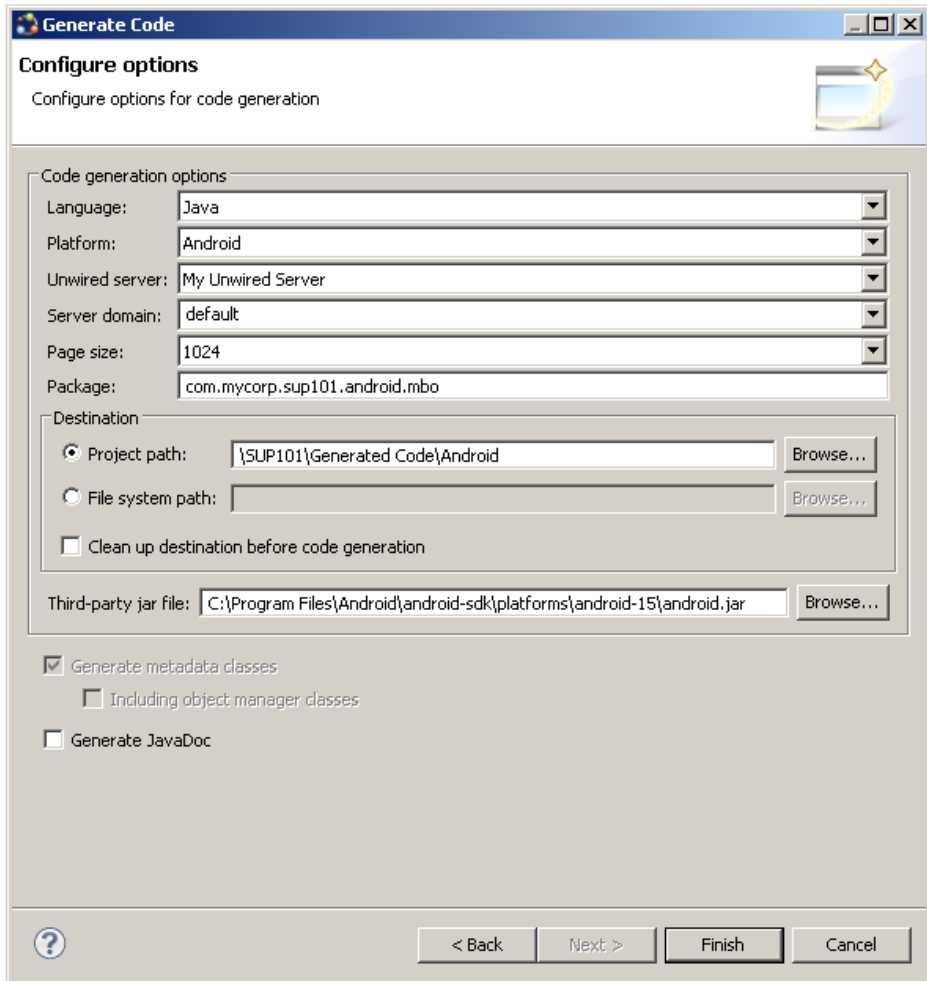 Generate Code
Configure options
Configure options for code generation
Code generation options
Language: Java
Platform: Android
Unwired server: My Unwired Server
Server domain: default
Page size: 1024
Package: com.mycorp.sup101.android.mbo
Destination
Project path: \SUP101\Generated Code\Android Browse...
File system path: Browse...
Clean up destination before code generation
Third-party jar file: C:\Program Files\Android\android-sdk\platforms\android-15\android.jar Browse...
Generate metadata classes
Including object manager classes
Generate JavaDoc
? < Back Next > Finish Cancel